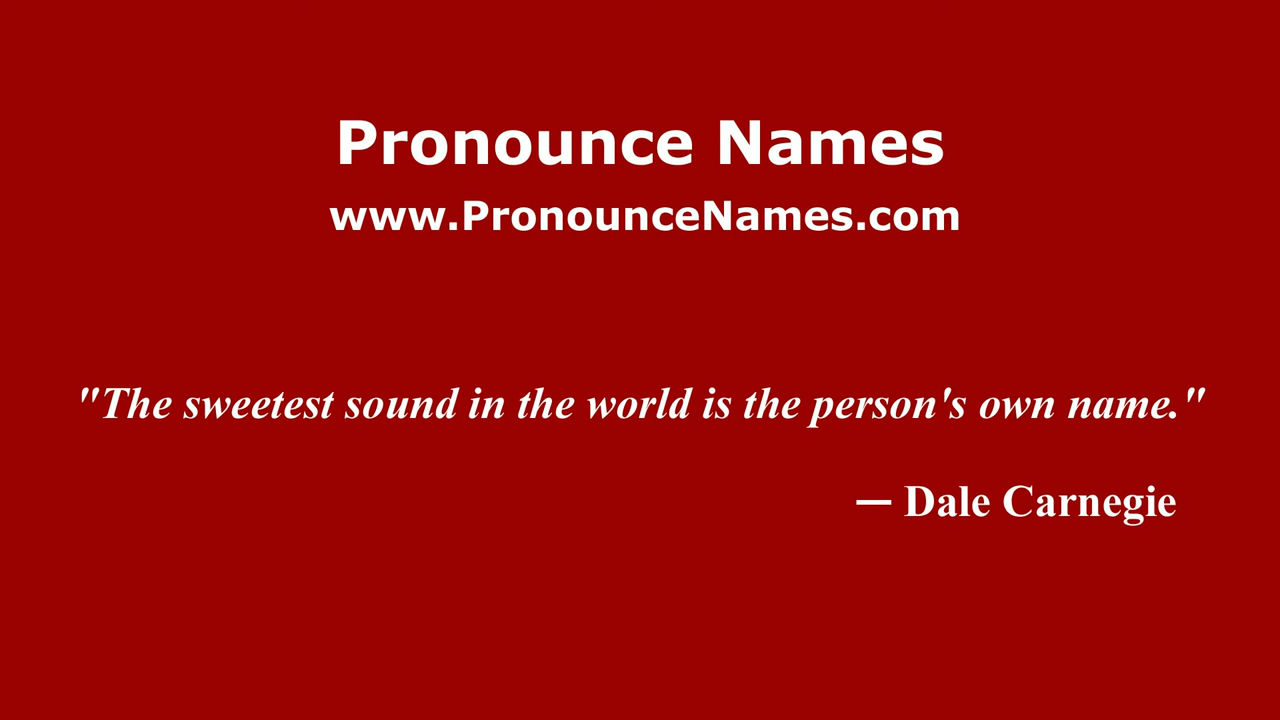 Pronounce Names
www.PronounceNames.com
"The sweetest sound in the world is the person's own name."
— Dale Carnegie